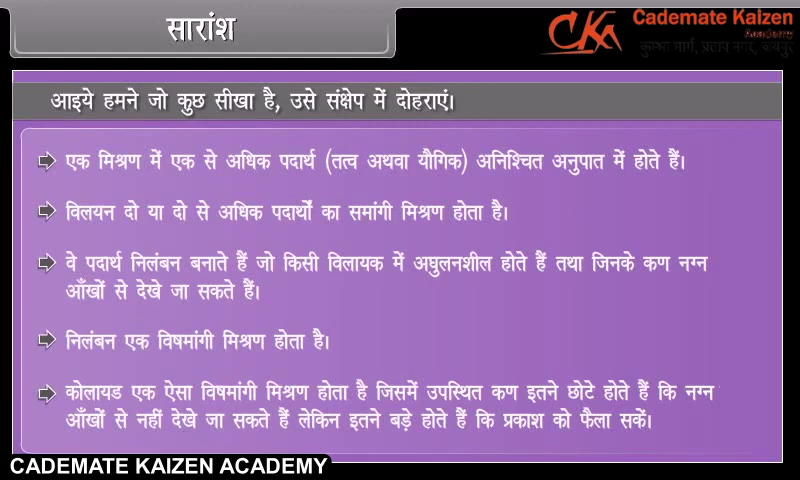 सारांश
Cademate Kaizen
Academy
CKA
कुम्भा मार्ग, प्रताप नगर, जयपुर
आइये हमने जो कुछ सीखा है, उसे संक्षेप में दोहराएं।
एक मिश्रण में एक से अधिक पदार्थ (तत्व अथवा यौगिक) अनिश्चित अनुपात में होते हैं।
विलयन दो या दो से अधिक पदार्थों का समांगी मिश्रण होता है।
वे पदार्थ निलंबन बनाते हैं जो किसी विलायक में अघुलनशील होते हैं तथा जिनके कण नग्न
आँखों से देखे जा सकते हैं।
निलंबन एक विषमांगी मिश्रण होता है।
कोलायड एक ऐसा विषमांगी मिश्रण होता है जिसमें उपस्थित कण इतने छोटे होते हैं कि नग्न
आँखों से नहीं देखे जा सकते हैं लेकिन इतने बड़े होते हैं कि प्रकाश को फैला सकें।
CADEMATE KAIZEN ACADEMY